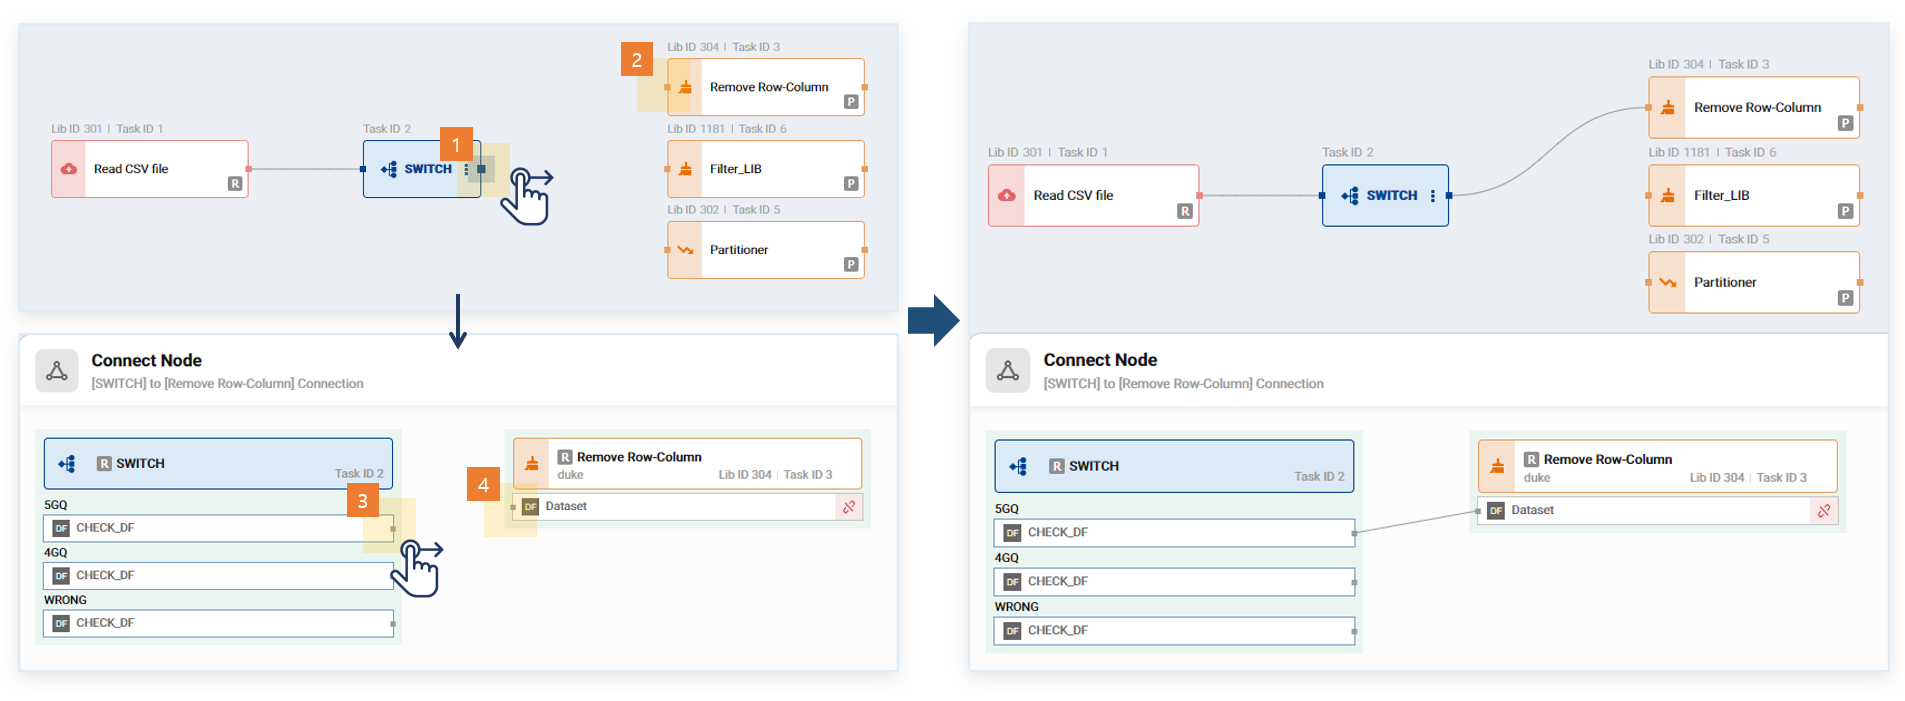 Lib ID 304 | Task ID 3
2
Remove Row-Column
P
Lib ID 301 | Task ID 1
Read CSV file
R
Task ID 2
1
SWITCH
Lib ID 1181 | Task ID 6
Filter_LIB
P
Lib ID 302 | Task ID 5
Partitioner
P
Connect Node
[SWITCH] to [Remove Row-Column] Connection
R SWITCH
Task ID 2
3
5GQ
DF CHECK_DF
4GQ
DF CHECK_DF
WRONG
DF CHECK_DF
R Remove Row-Column
duke Lib ID 304 | Task ID 3
4
DF Dataset
Lib ID 304 | Task ID 3
Remove Row-Column
P
Lib ID 301 | Task ID 1
Read CSV file
R
Task ID 2
SWITCH
Lib ID 1181 | Task ID 6
Filter_LIB
P
Lib ID 302 | Task ID 5
Partitioner
P
Connect Node
[SWITCH] to [Remove Row-Column] Connection
R SWITCH
Task ID 2
5GQ
DF CHECK_DF
4GQ
DF CHECK_DF
WRONG
DF CHECK_DF
R Remove Row-Column
duke Lib ID 304 | Task ID 3
DF Dataset